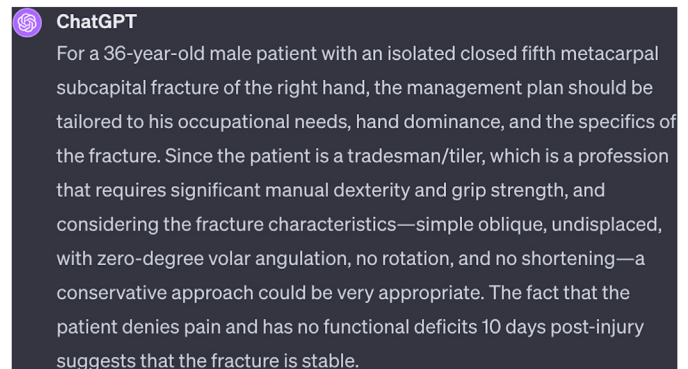 ChatGPT
For a 36-year-old male patient with an isolated closed fifth metacarpal
subcapital fracture of the right hand, the management plan should be
tailored to his occupational needs, hand dominance, and the specifics of
the fracture. Since the patient is a tradesman/tiler, which is a profession
that requires significant manual dexterity and grip strength, and
considering the fracture characteristics—simple oblique, undisplaced,
with zero-degree volar angulation, no rotation, and no shortening—a
conservative approach could be very appropriate. The fact that the
patient denies pain and has no functional deficits 10 days post-injury
suggests that the fracture is stable.